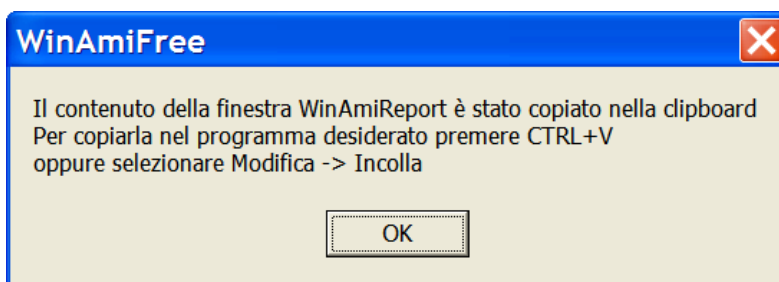 WinAmiFree
Il contenuto della finestra WinAmiReport è stato copiato nella clipboard
Per copiarla nel programma desiderato premere CTRL+V
oppure selezionare Modifica -> Incolla
OK